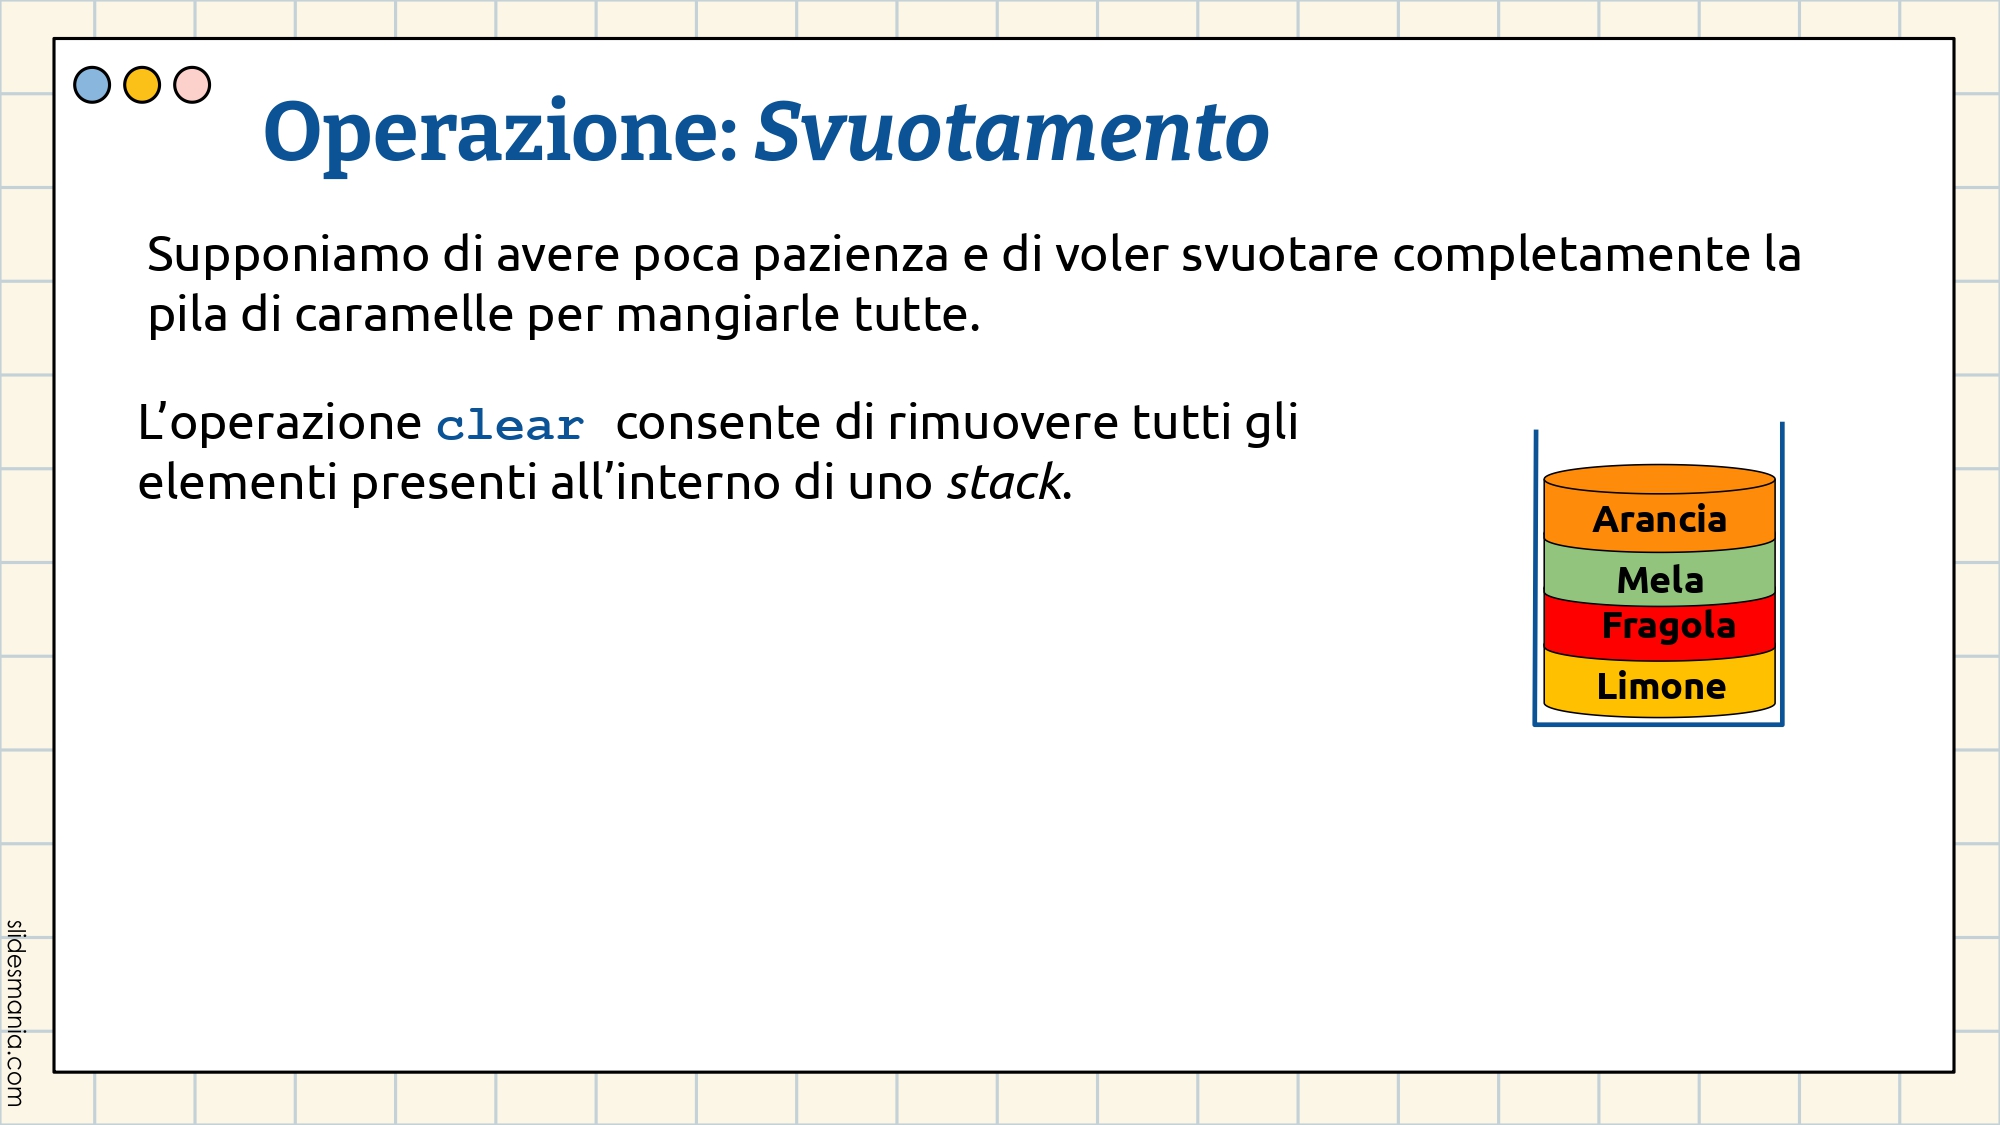 Operazione: Svuotamento
Supponiamo di avere poca pazienza e di voler svuotare completamente la
pila di caramelle per mangiarle tutte.
L’operazione clear consente di rimuovere tutti gli
elementi presenti all’interno di uno stack.
Arancia
Mela
Fragola
Limone
slidesmania.com